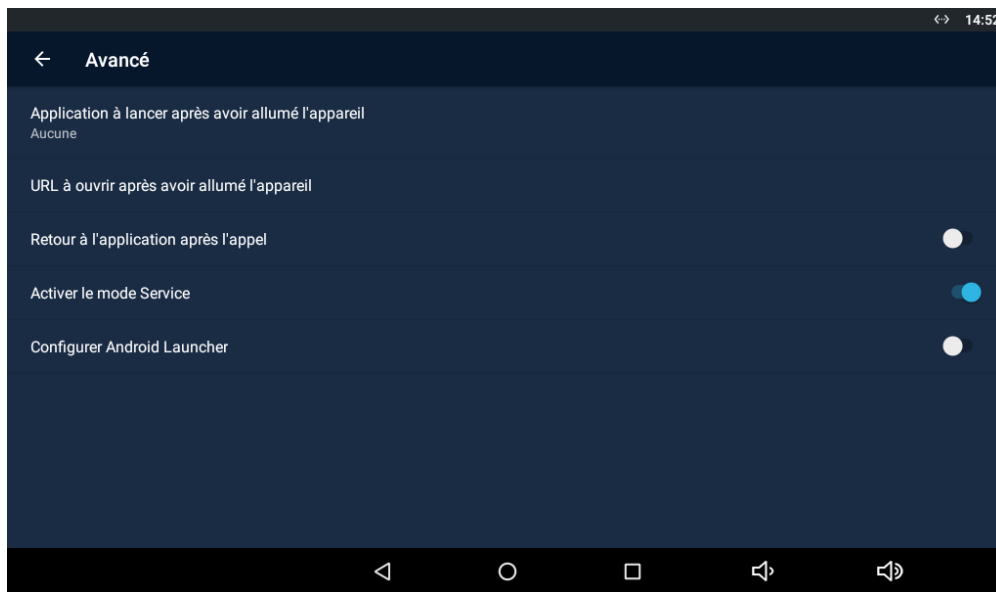 14:52
Avancé
Application à lancer après avoir allumé l'appareil
Aucune
URL à ouvrir après avoir allumé l'appareil
Retour à l'application après l'appel
Activer le mode Service
Configurer Android Launcher